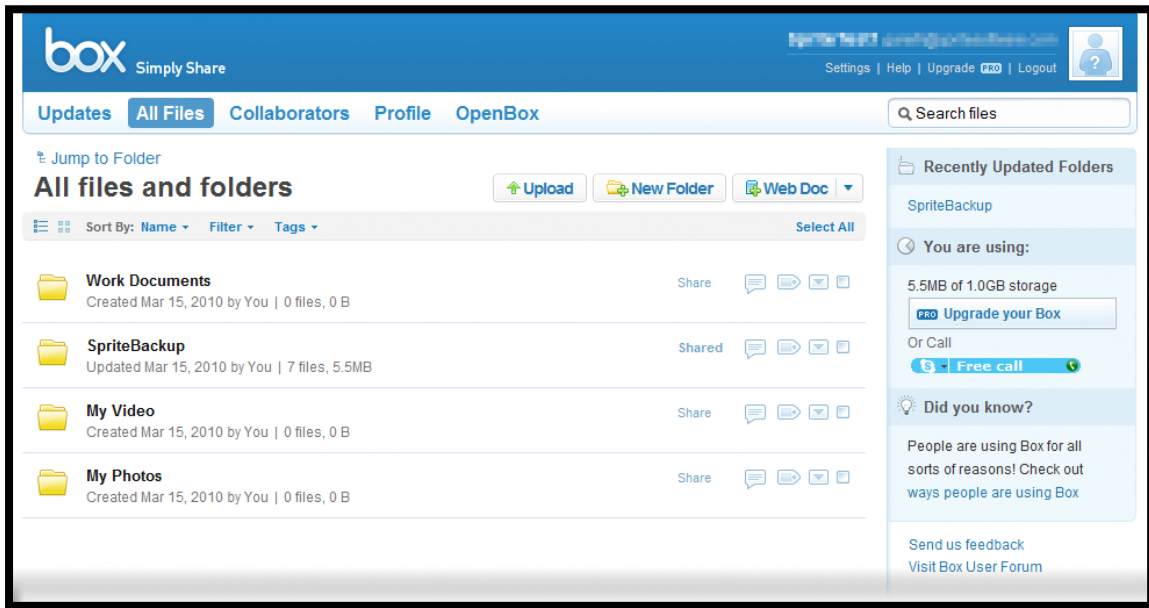 box Simply Share
Settings | Help | Upgrade PRO | Logout
Updates All Files Collaborators Profile OpenBox
Search files
Jump to Folder
All files and folders
Upload New Folder Web Doc
Sort By: Name Filter Tags Select All
Work Documents
Created Mar 15, 2010 by You | 0 files, 0 B
Share
SpriteBackup
Updated Mar 15, 2010 by You | 7 files, 5.5MB
Shared
My Video
Created Mar 15, 2010 by You | 0 files, 0 B
Share
My Photos
Created Mar 15, 2010 by You | 0 files, 0 B
Share
Recently Updated Folders
SpriteBackup
You are using:
5.5MB of 1.0GB storage
PRO Upgrade your Box
Or Call
S Free call
Did you know?
People are using Box for all
sorts of reasons! Check out
ways people are using Box
Send us feedback
Visit Box User Forum